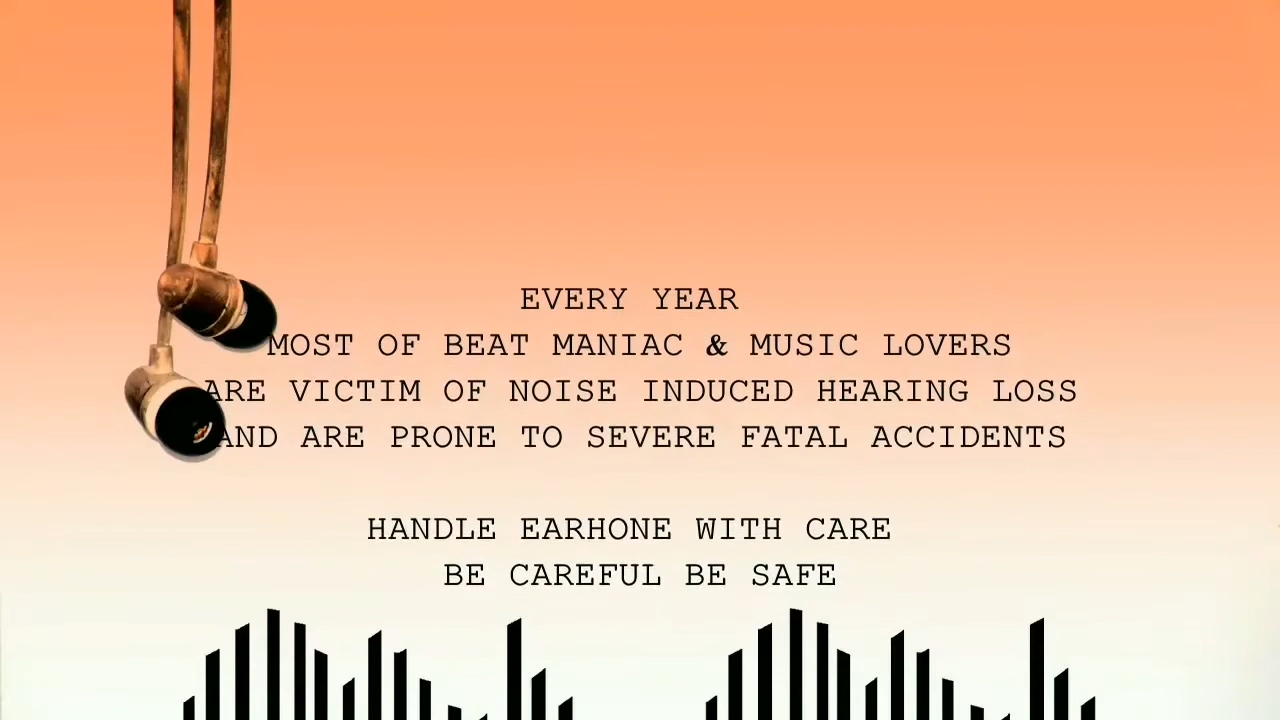 EVERY YEAR
MOST OF BEAT MANIAC & MUSIC LOVERS
ARE VICTIM OF NOISE INDUCED HEARING LOSS
AND ARE PRONE TO SEVERE FATAL ACCIDENTS
HANDLE EARHONE WITH CARE
BE CAREFUL BE SAFE